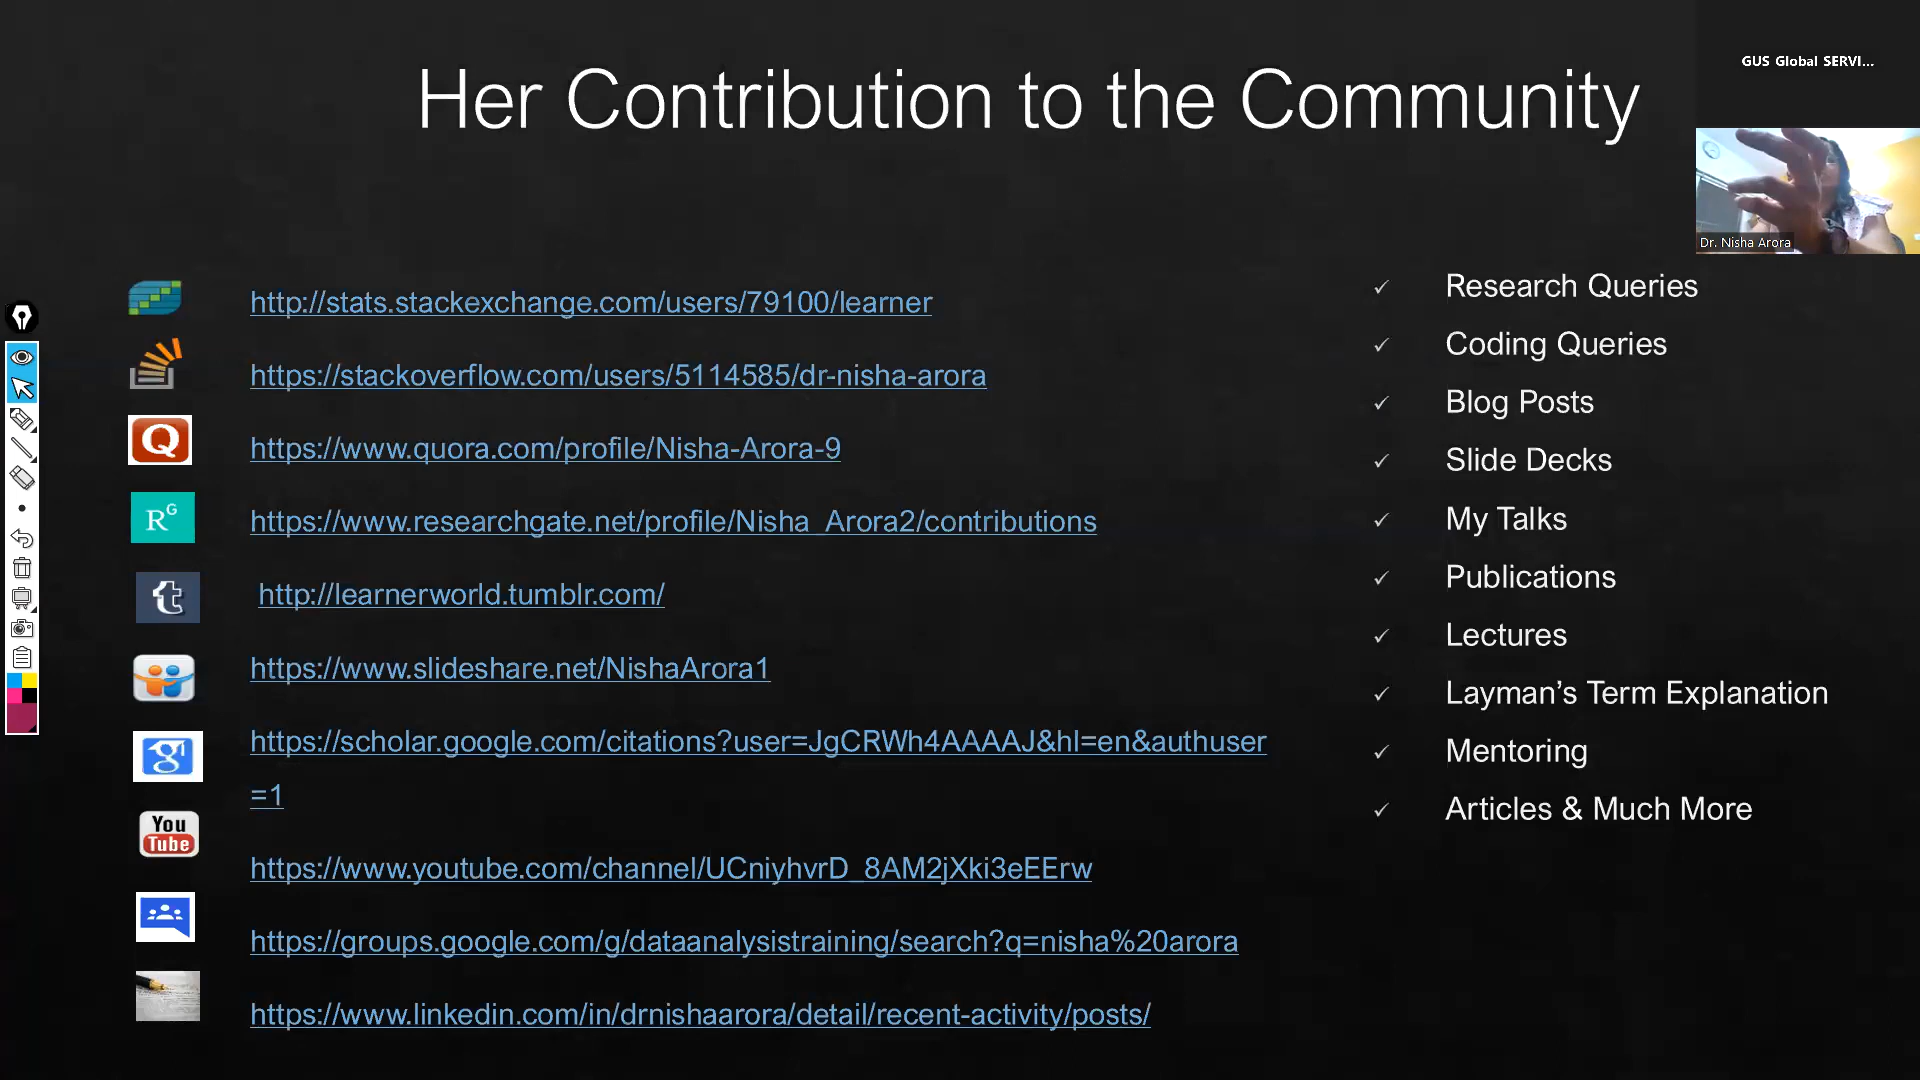 Her Contribution to the Community
GUS Global SERVI...
Dr. Nisha Arora
http://stats.stackexchange.com/users/79100/learner
https://stackoverflow.com/users/5114585/dr-nisha-arora
Q
https://www.quora.com/profile/Nisha-Arora-9
RG
https://www.researchgate.net/profile/Nisha_Arora2/contributions
t
http://learnerworld.tumblr.com/
https://www.slideshare.net/NishaArora1
g
https://scholar.google.com/citations?user=JgCRWh4AAAAJ&hl=en&authuser
=1
You
Tube
https://www.youtube.com/channel/UCniyhvrD_8AM2jXki3eEErw
https://groups.google.com/g/dataanalysistraining/search?q=nisha%20arora
https://www.linkedin.com/in/drnishaarora/detail/recent-activity/posts/
✓ Research Queries
✓ Coding Queries
✓ Blog Posts
✓ Slide Decks
✓ My Talks
✓ Publications
✓ Lectures
✓ Layman’s Term Explanation
✓ Mentoring
✓ Articles & Much More